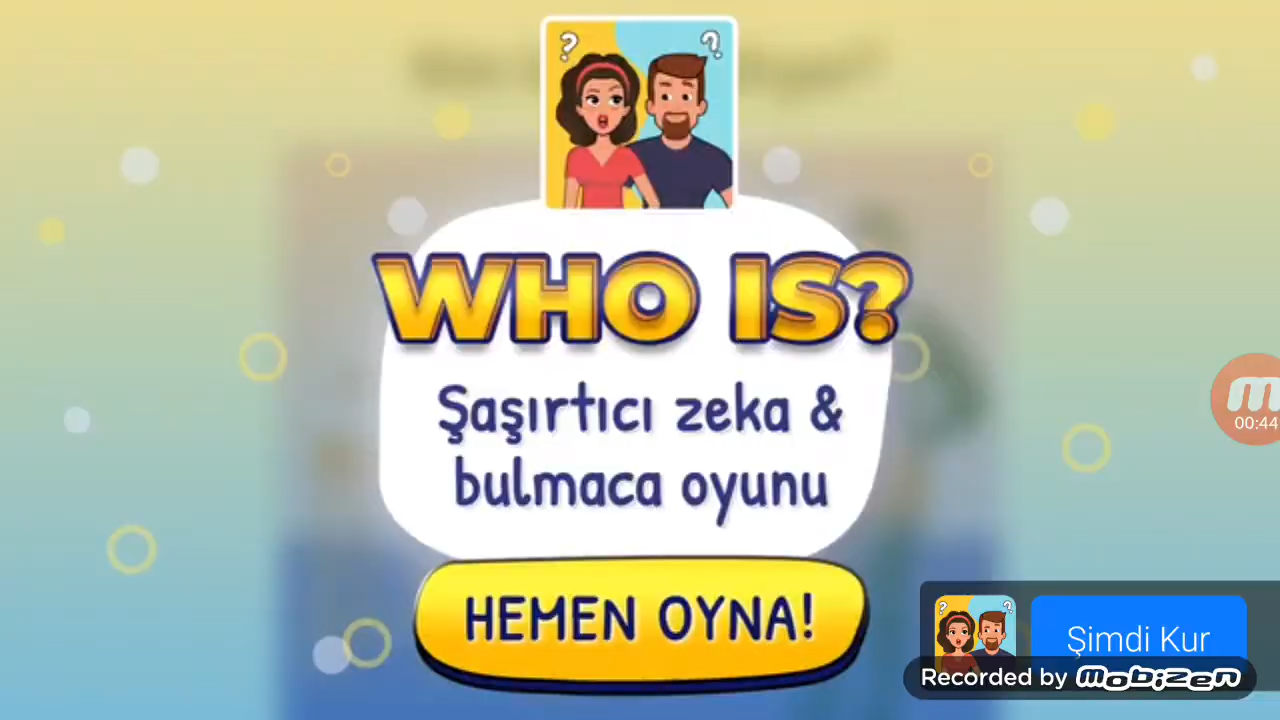 WHO IS?
Şaşırtıcı zeka &
bulmaca oyunu
HEMEN OYNA!
00:44
Şimdi Kur
Recorded by mobizen